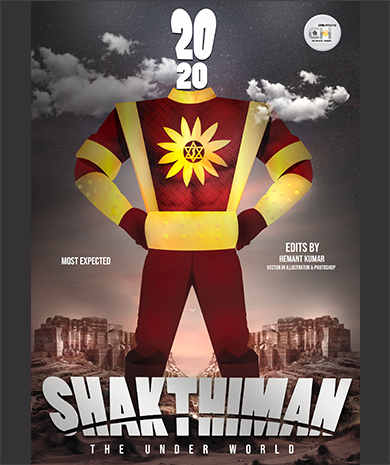 20
20
MOST EXPECTED
EDITS BY
HEMANT KUMAR
VECTOR IN ILLUSTRATOR & PHOTOSHOP
SHAKTHIMAN
THE UNDER WORLD